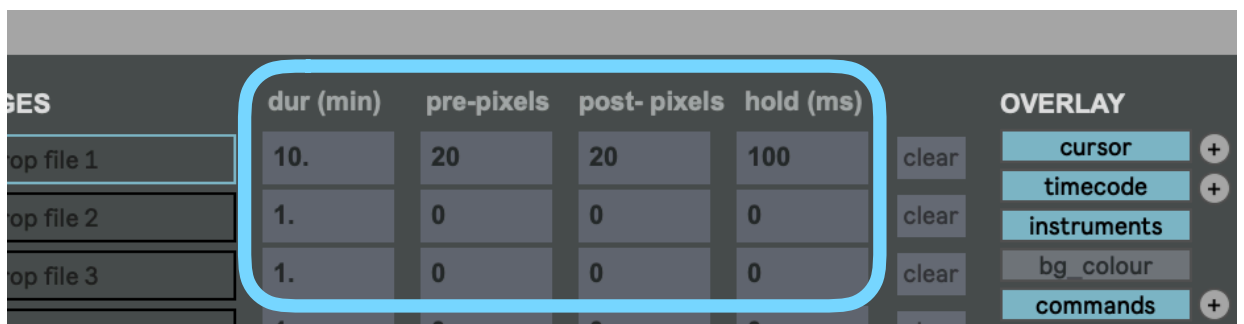 GES dur (min) pre-pixels post- pixels hold (ms) OVERLAY
rop file 1 10. 20 20 100 clear cursor +
timecode +
rop file 2 1. 0 0 0 clear instruments
rop file 3 1. 0 0 0 clear bg_colour
commands +